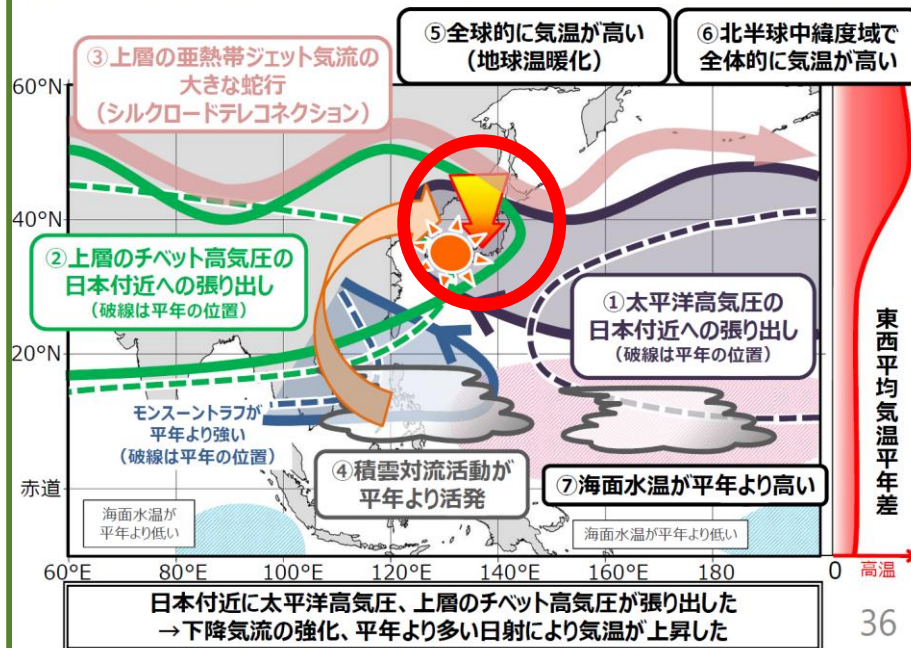 ⑤全球的に気温が高い
(地球温暖化)
⑥北半球中緯度域で
全体的に気温が高い
③上層の亜熱帯ジェット気流の
大きな蛇行
(シルクロードテレコネクション)
60°N
40°N
②上層のチベット高気圧の
日本付近への張り出し
(破線は平年の位置)
①太平洋高気圧の
日本付近への張り出し
(破線は平年の位置)
20°N
モンスーントラフが
平年より強い
(破線は平年の位置)
④積雲対流活動が
平年より活発
⑦海面水温が平年より高い
赤道
海面水温が
平年より低い
海面水温が平年より低い
東西平均気温平年差
60°E
80°E
100°E
120°E
140°E
160°E
180
0
高温
日本付近に太平洋高気圧、上層のチベット高気圧が張り出した
→下降気流の強化、平年より多い日射により気温が上昇した
36